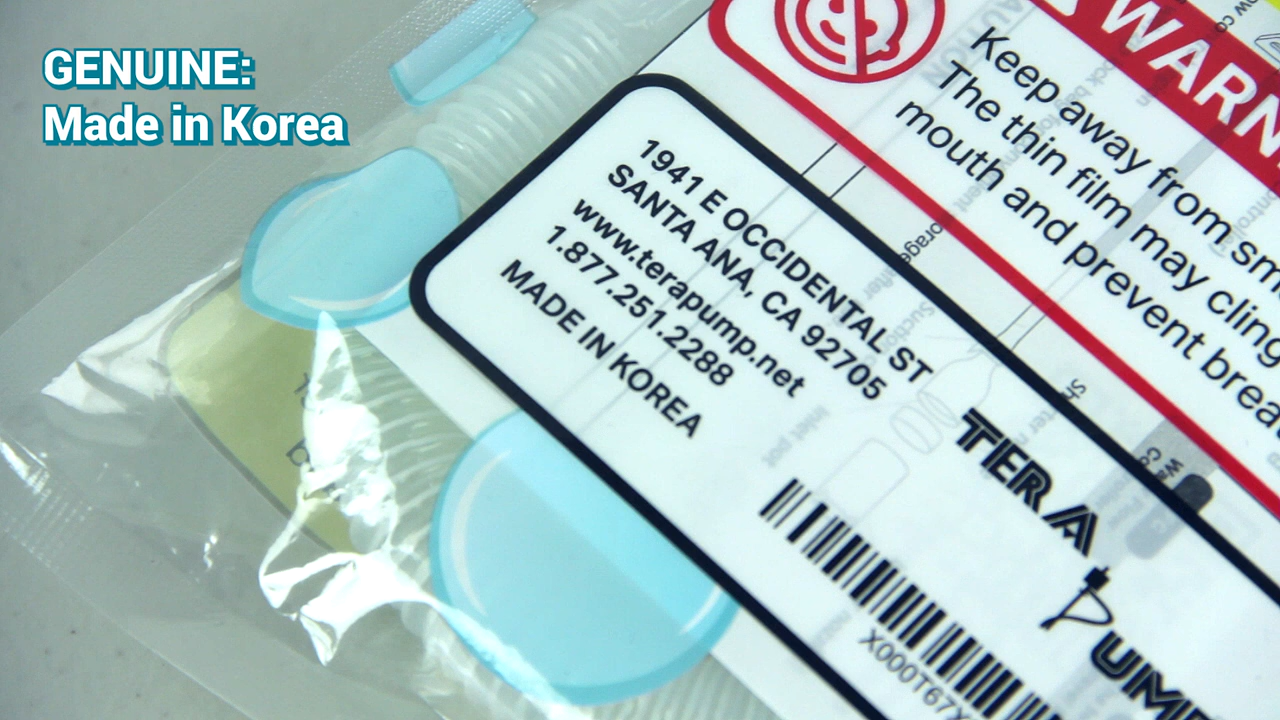 GENUINE:
Made in Korea
WARN
Keep away from sm
The thin film may cling
mouth and prevent brea
1941 E OCCIDENTAL ST
SANTA ANA, CA 92705
www.terapump.net
1.877.251.2288
MADE IN KOREA
TERA
PUMP
X000T67X